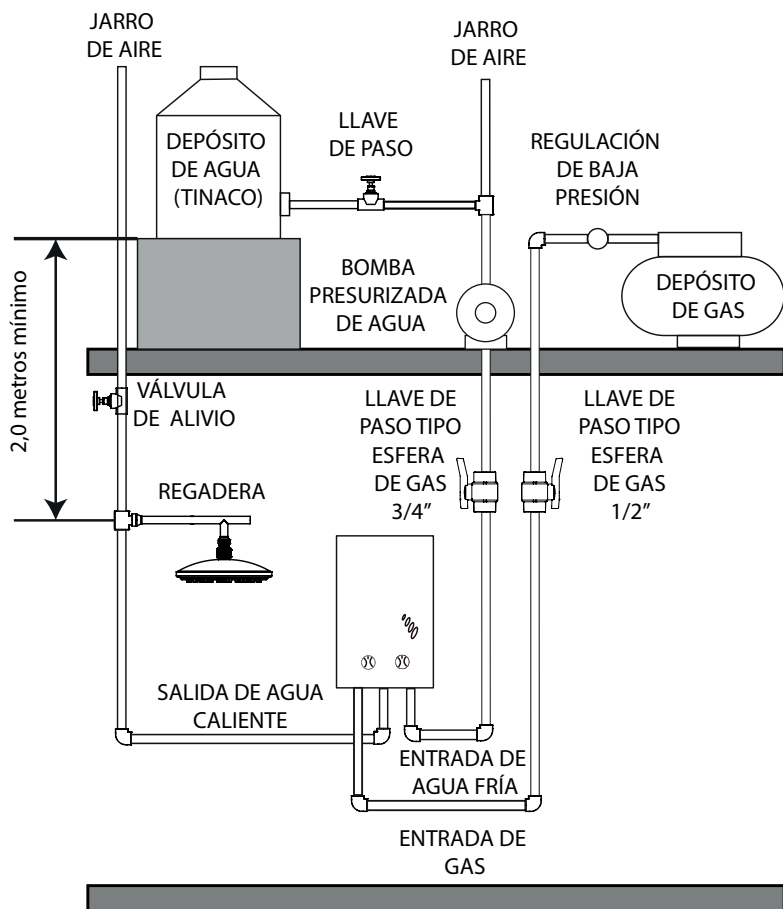 JARRO
DE AIRE
JARRO
DE AIRE
DEPÓSITO
DE AGUA
(TINACO)
LLAVE
DE PASO
REGULACIÓN
DE BAJA
PRESIÓN
BOMBA
PRESURIZADA
DE AGUA
DEPÓSITO
DE GAS
2,0 metros mínimo
VÁLVULA
DE ALIVIO
LLAVE DE
PASO TIPO
ESFERA
DE GAS
3/4”
LLAVE DE
PASO TIPO
ESFERA
DE GAS
1/2”
REGADERA
SALIDA DE AGUA
CALIENTE
ENTRADA DE
AGUA FRÍA
ENTRADA DE
GAS